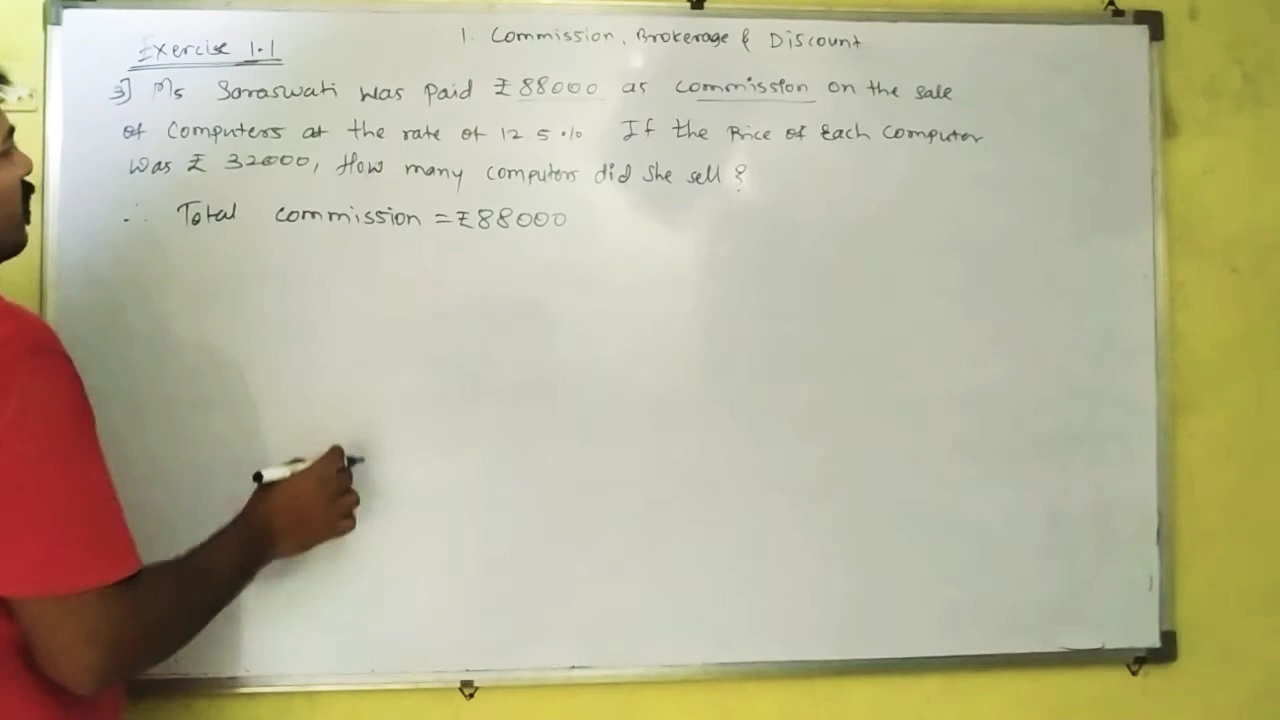 1. Commission, Brokerage & Discount
Exercise 1.1
3] Ms Saraswati was paid ₹ 88000 as commission on the sale
of computers at the rate of 12 5 % If the Price of Each computer
was ₹ 32000, How many computers did she sell ?
∴ Total commission = ₹88000